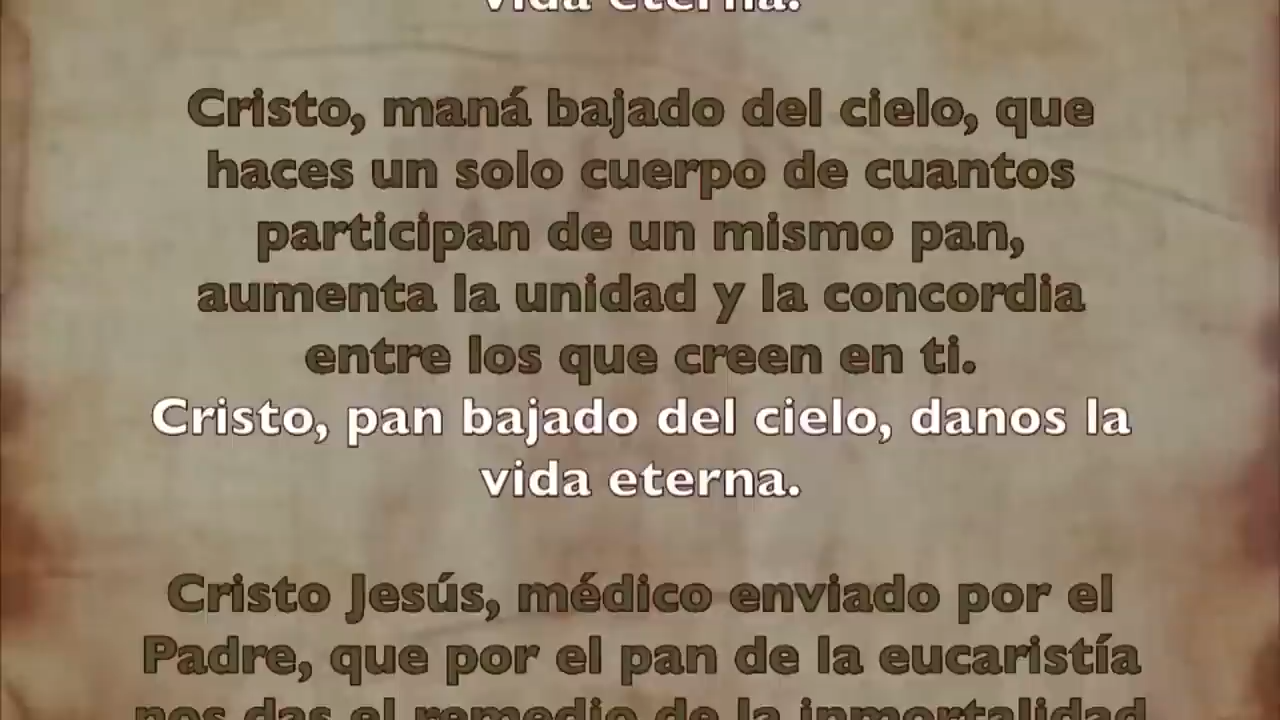 vida eterna.
Cristo, maná bajado del cielo, que
haces un solo cuerpo de cuantos
participan de un mismo pan,
aumenta la unidad y la concordia
entre los que creen en ti.
Cristo, pan bajado del cielo, danos la
vida eterna.
Cristo Jesús, médico enviado por el
Padre, que por el pan de la eucaristía
nos das el remedio de la inmortalidad